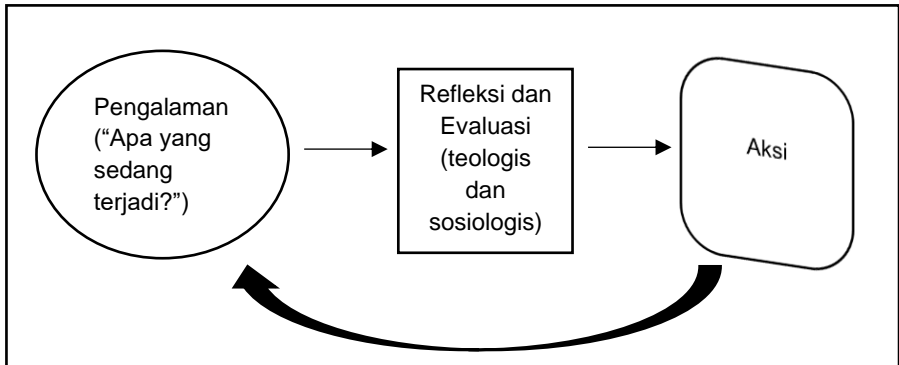 Pengalaman
(“Apa yang
sedang
terjadi?”)
Refleksi dan
Evaluasi
(teologis
dan
sosiologis)
Aksi